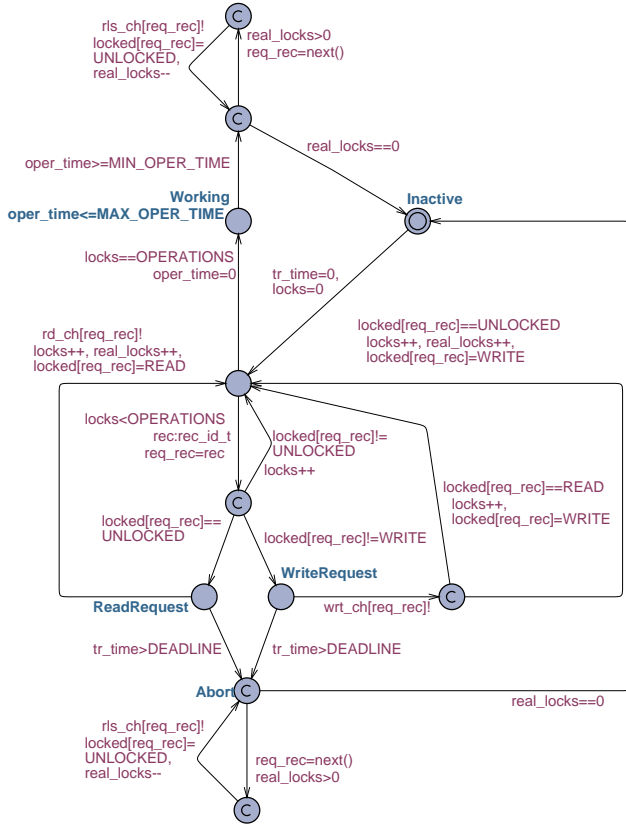 C
rls_ch[req_rec]!
locked[req_rec]=
UNLOCKED,
real_locks--
real_locks>0
req_rec=next()
C
real_locks==0
oper_time>=MIN_OPER_TIME
Working
oper_time<=MAX_OPER_TIME
Inactive
locks==OPERATIONS
oper_time=0
tr_time=0,
locks=0
rd_ch[req_rec]!
locks++, real_locks++,
locked[req_rec]=READ
locked[req_rec]==UNLOCKED
locks++, real_locks++,
locked[req_rec]=WRITE
locks<OPERATIONS
rec:rec_id_t
req_rec=rec
locked[req_rec]!=
UNLOCKED
locks++
locked[req_rec]==READ
locks++,
locked[req_rec]=WRITE
C
locked[req_rec]==
UNLOCKED
locked[req_rec]!=WRITE
WriteRequest
ReadRequest
wrt_ch[req_rec]!
C
tr_time>DEADLINE
tr_time>DEADLINE
Abort
C
real_locks==0
rls_ch[req_rec]!
locked[req_rec]=
UNLOCKED,
real_locks--
req_rec=next()
real_locks>0
C